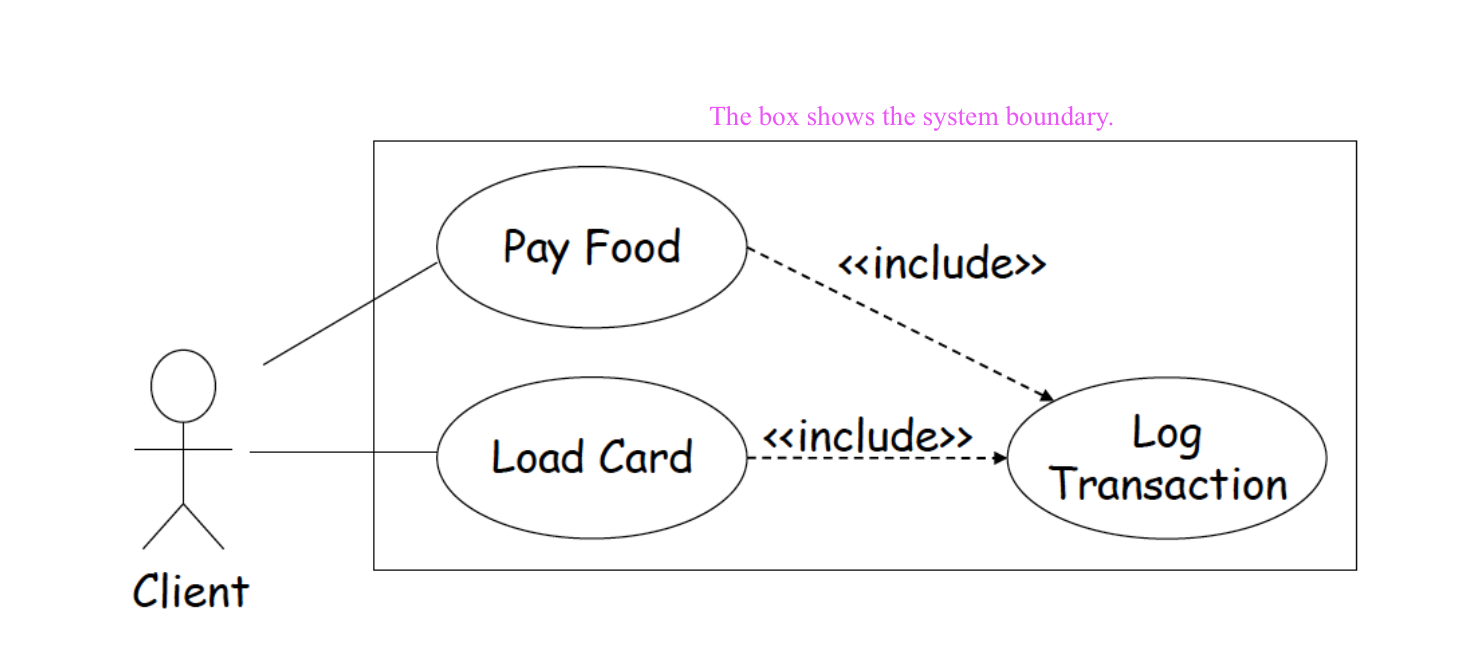 The box shows the system boundary.
Pay Food
<<include>>
Load Card
<<include>>
Log
Transaction
Client